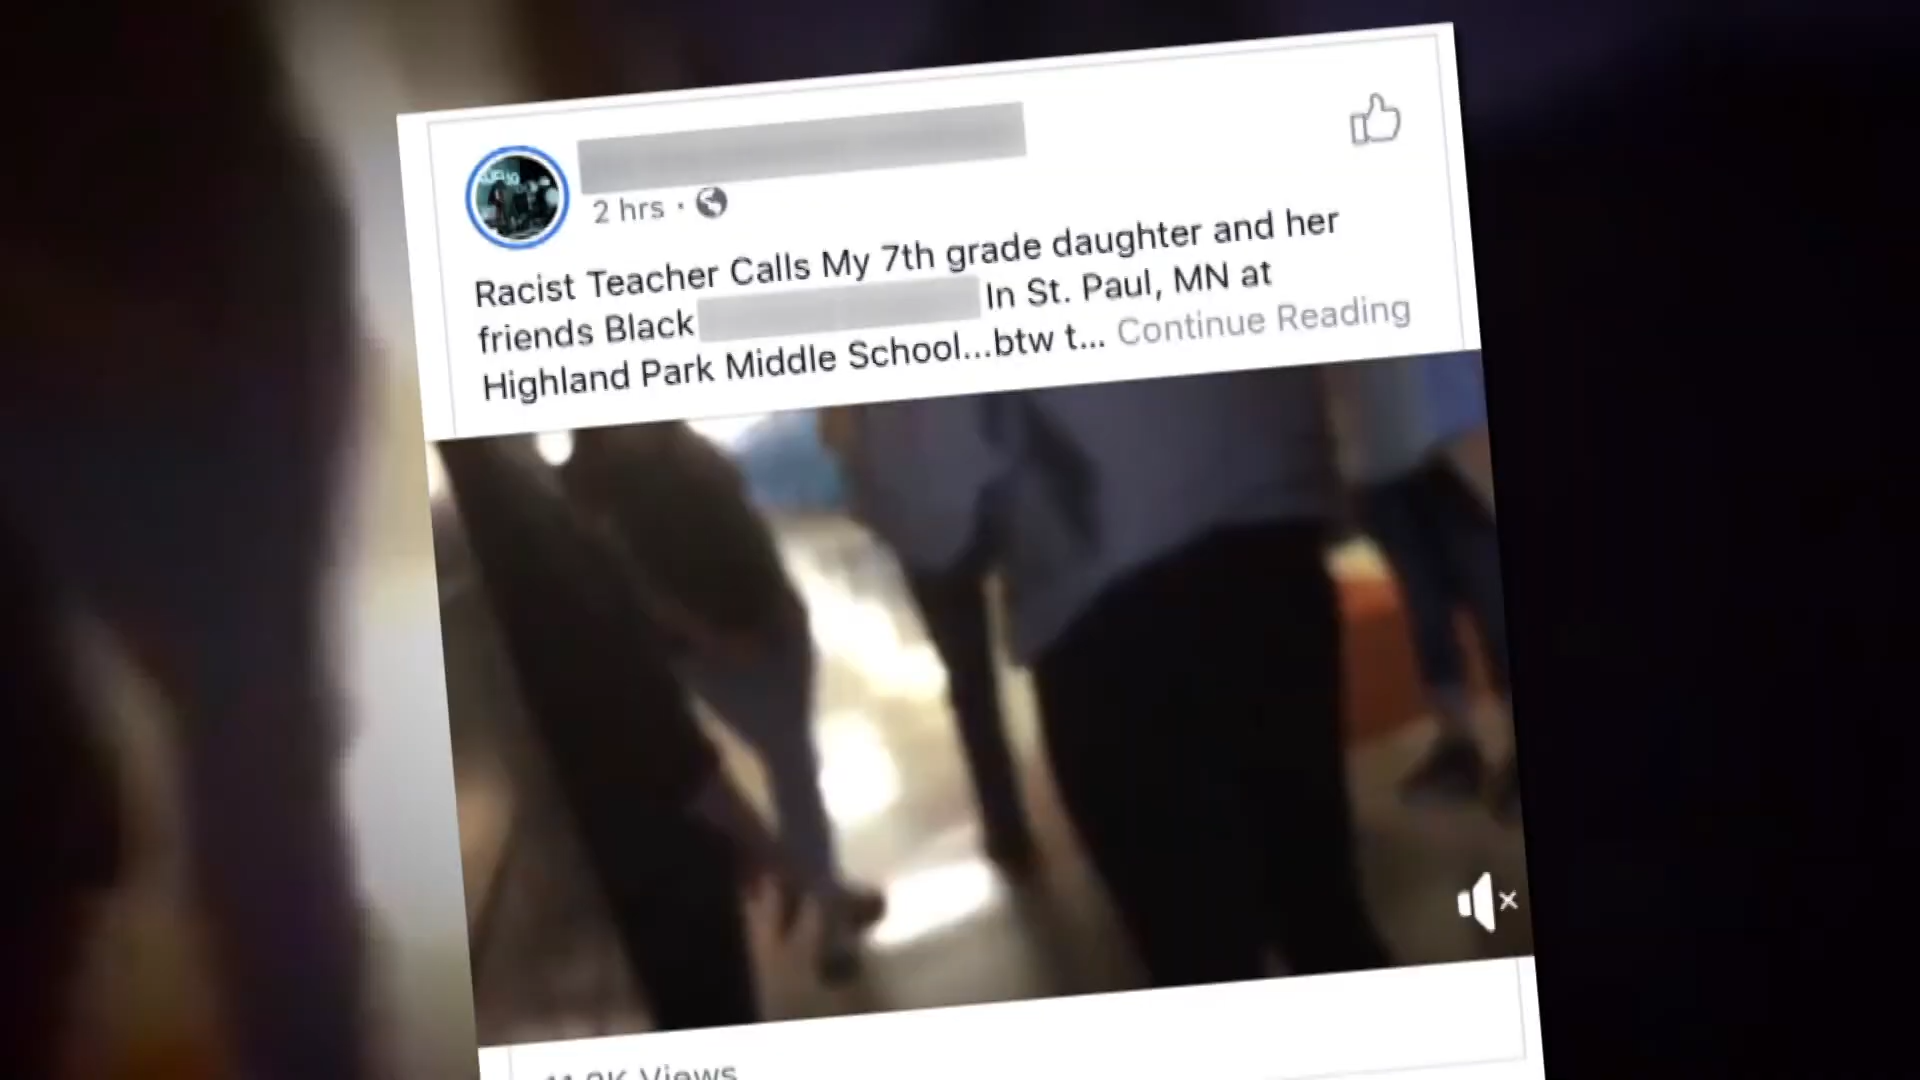 2 hrs ·
Racist Teacher Calls My 7th grade daughter and her
friends Black In St. Paul, MN at
Highland Park Middle School...btw t... Continue Reading
Views